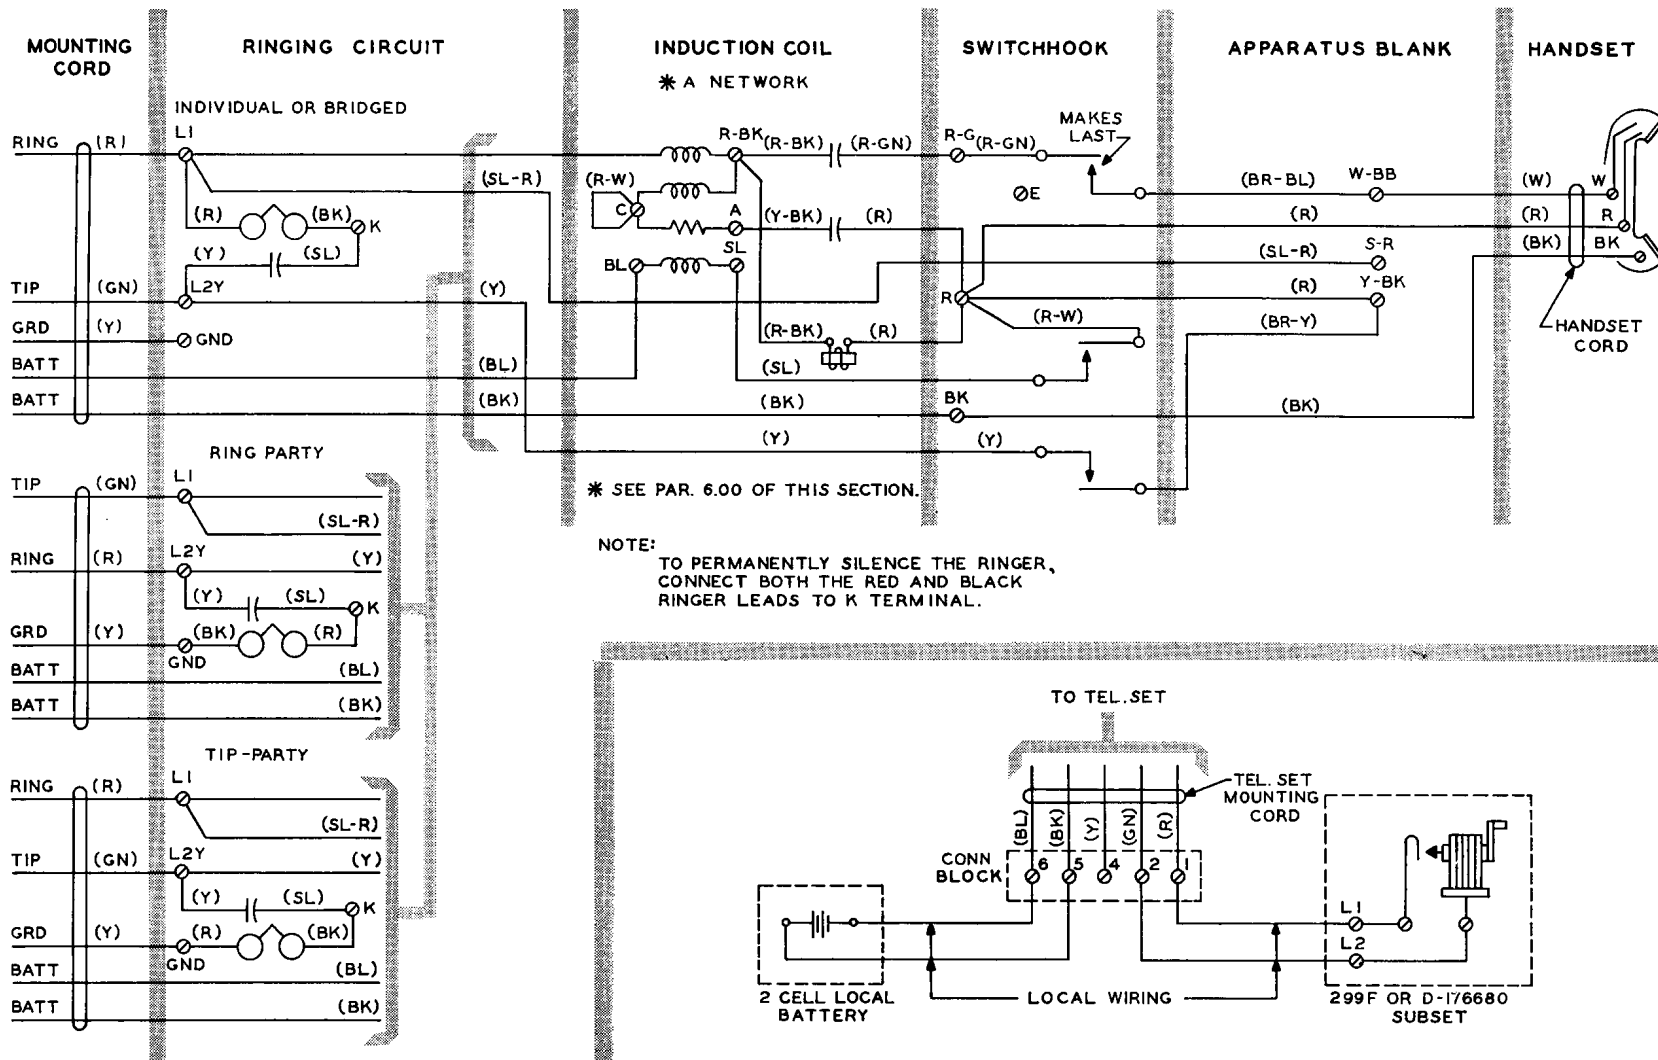 MOUNTING CORD
RINGING CIRCUIT
INDUCTION COIL
* A NETWORK
SWITCHHOOK
APPARATUS BLANK
HANDSET
INDIVIDUAL OR BRIDGED
RING (R) L1
R-BK (R-BK) (R-GN) R-G (R-GN)
MAKES LAST
(SL-R) (R-W)
E
(BR-BL) W-BB (W) W
(R) (BK) K
C A (Y-BK) (R)
(R) (R) R
(Y) (SL)
BL SL
(SL-R) S-R (BK) BK
TIP (GN) L2Y (Y)
R (R) Y-BK
GRD (Y) GND
(R-BK) (R) (R-W) (BR-Y)
HANDSET CORD
BATT (BL) (SL)
BATT (BK) (BK) BK (BK)
(Y) (Y)
RING PARTY
TIP (GN) L1
(SL-R)
RING (R) L2Y (Y)
(Y) (SL) K
GRD (Y) (BK) (R)
GND
BATT (BL)
BATT (BK)
* SEE PAR. 6.00 OF THIS SECTION.
NOTE:
TO PERMANENTLY SILENCE THE RINGER,
CONNECT BOTH THE RED AND BLACK
RINGER LEADS TO K TERMINAL.
TIP-PARTY
RING (R) L1
(SL-R)
TIP (GN) L2Y (Y)
(Y) (SL) K
GRD (Y) (R) (BK)
GND
BATT (BL)
BATT (BK)
TO TEL. SET
TEL. SET
MOUNTING
CORD
(BL) (BK) (Y) (GN) (R)
CONN
BLOCK
6 5 4 2 1
L1
L2
2 CELL LOCAL
BATTERY
LOCAL WIRING
299F OR D-176680
SUBSET